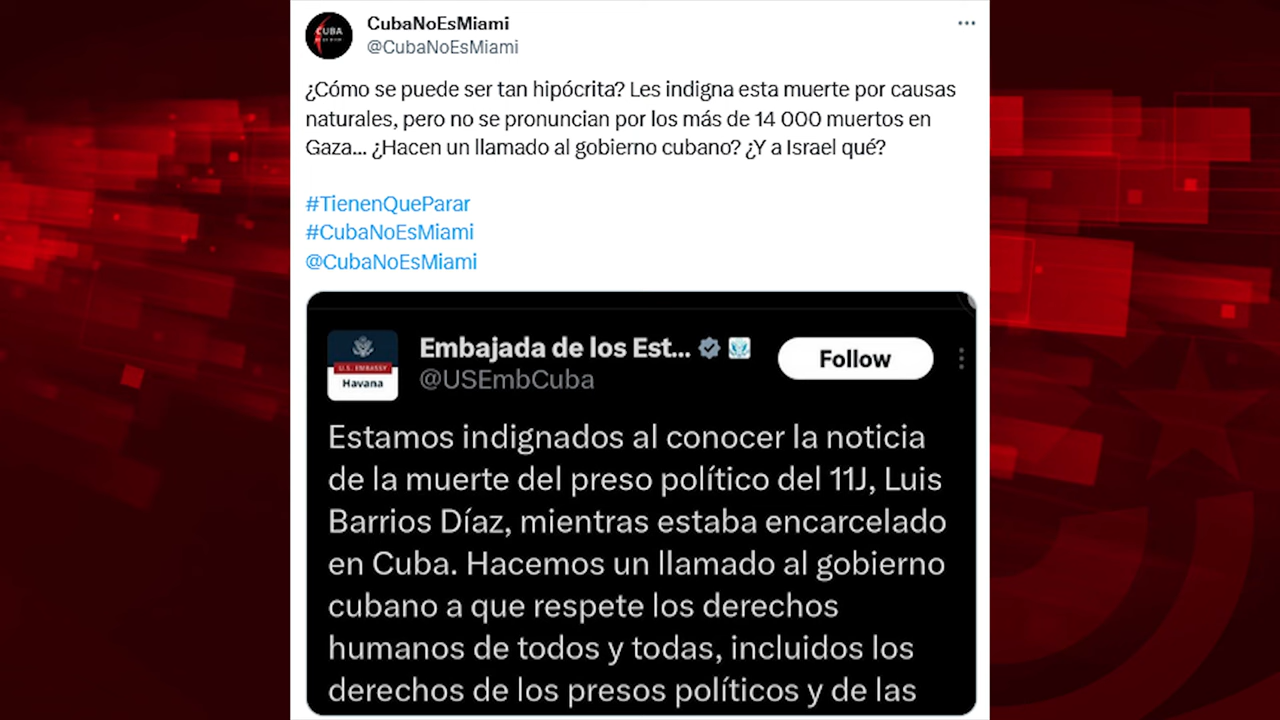 CUBA
CubaNoEsMiami
@CubaNoEsMiami
¿Cómo se puede ser tan hipócrita? Les indigna esta muerte por causas
naturales, pero no se pronuncian por los más de 14 000 muertos en
Gaza... ¿Hacen un llamado al gobierno cubano? ¿Y a Israel qué?
#TienenQueParar
#CubaNoEsMiami
@CubaNoEsMiami
U.S. EMBASSY
Havana
Embajada de los Est...
@USEmbCuba
Follow
Estamos indignados al conocer la noticia
de la muerte del preso político del 11J, Luis
Barrios Díaz, mientras estaba encarcelado
en Cuba. Hacemos un llamado al gobierno
cubano a que respete los derechos
humanos de todos y todas, incluidos los
derechos de los presos políticos y de las